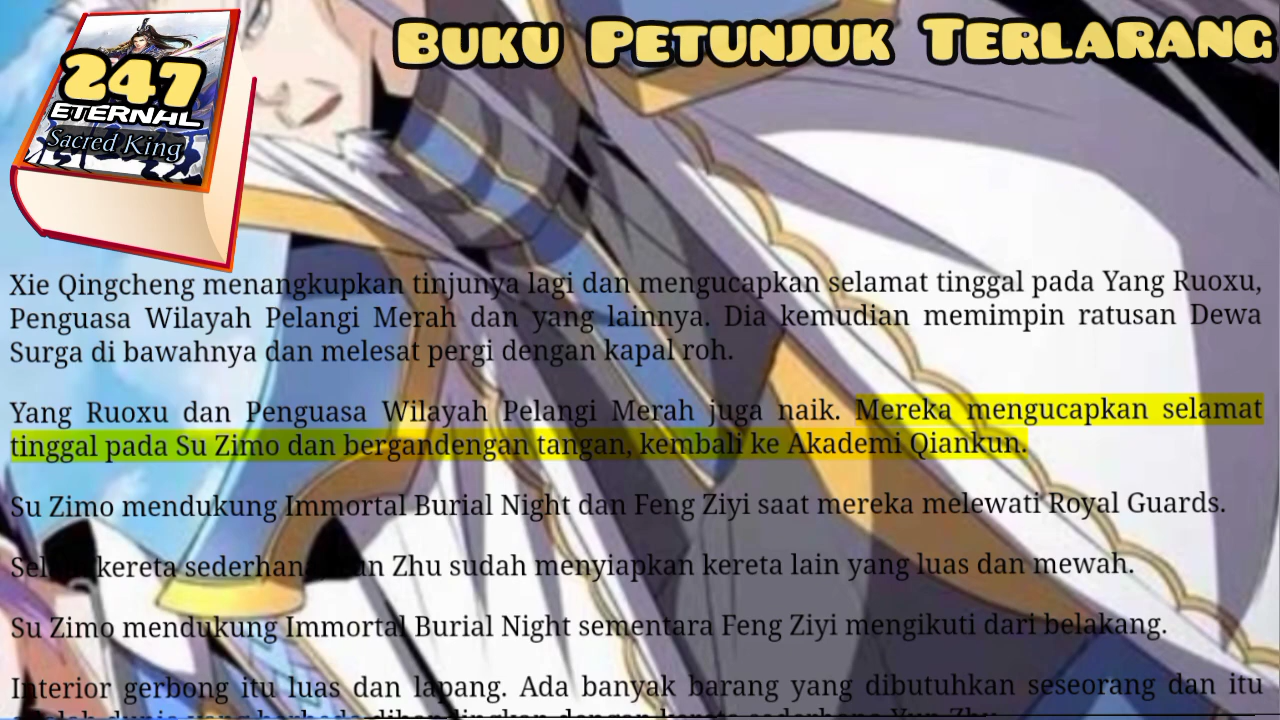 BUKU PETUNJUK TERLARANG
247
ETERNAL
Sacred King
Xie Qingcheng menangkupkan tinjunya lagi dan mengucapkan selamat tinggal pada Yang Ruoxu,
Penguasa Wilayah Pelangi Merah dan yang lainnya. Dia kemudian memimpin ratusan Dewa
Surga di bawahnya dan melesat pergi dengan kapal roh.
Yang Ruoxu dan Penguasa Wilayah Pelangi Merah juga naik. Mereka mengucapkan selamat
tinggal pada Su Zimo dan bergandengan tangan, kembali ke Akademi Qiankun.
Su Zimo mendukung Immortal Burial Night dan Feng Ziyi saat mereka melewati Royal Guards.
kereta Zhu sudah menyiapkan kereta lain yang luas dan mewah.
Su Zimo mendukung Immortal Burial Night sementara Feng Ziyi mengikuti dari belakang.
Interior gerbong itu luas dan lapang. Ada banyak barang yang dibutuhkan seseorang dan itu